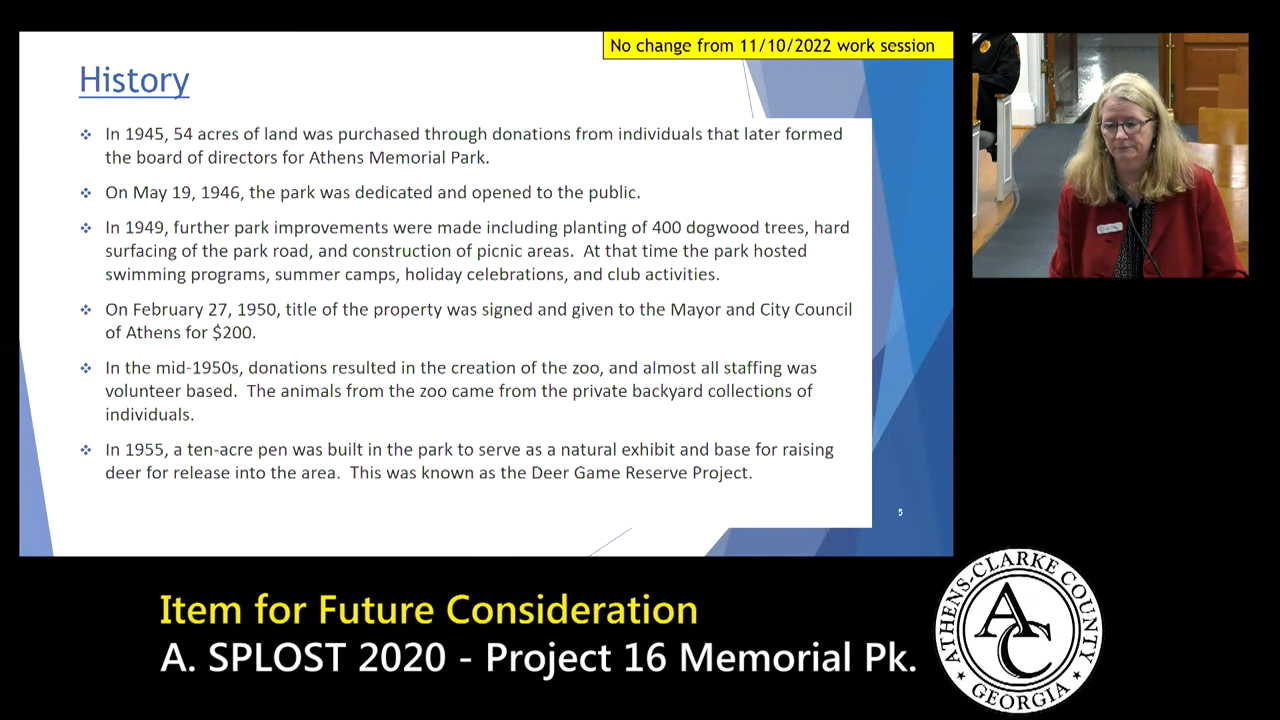 No change from 11/10/2022 work session
History
❖ In 1945, 54 acres of land was purchased through donations from individuals that later formed
the board of directors for Athens Memorial Park.
❖ On May 19, 1946, the park was dedicated and opened to the public.
❖ In 1949, further park improvements were made including planting of 400 dogwood trees, hard
surfacing of the park road, and construction of picnic areas.  At that time the park hosted
swimming programs, summer camps, holiday celebrations, and club activities.
❖ On February 27, 1950, title of the property was signed and given to the Mayor and City Council
of Athens for $200.
❖ In the mid-1950s, donations resulted in the creation of the zoo, and almost all staffing was
volunteer based.  The animals from the zoo came from the private backyard collections of
individuals.
❖ In 1955, a ten-acre pen was built in the park to serve as a natural exhibit and base for raising
deer for release into the area.  This was known as the Deer Game Reserve Project.
5
Item for Future Consideration
A. SPLOST 2020 - Project 16 Memorial Pk.
ATHENS-CLARKE COUNTY
ACC
GEORGIA